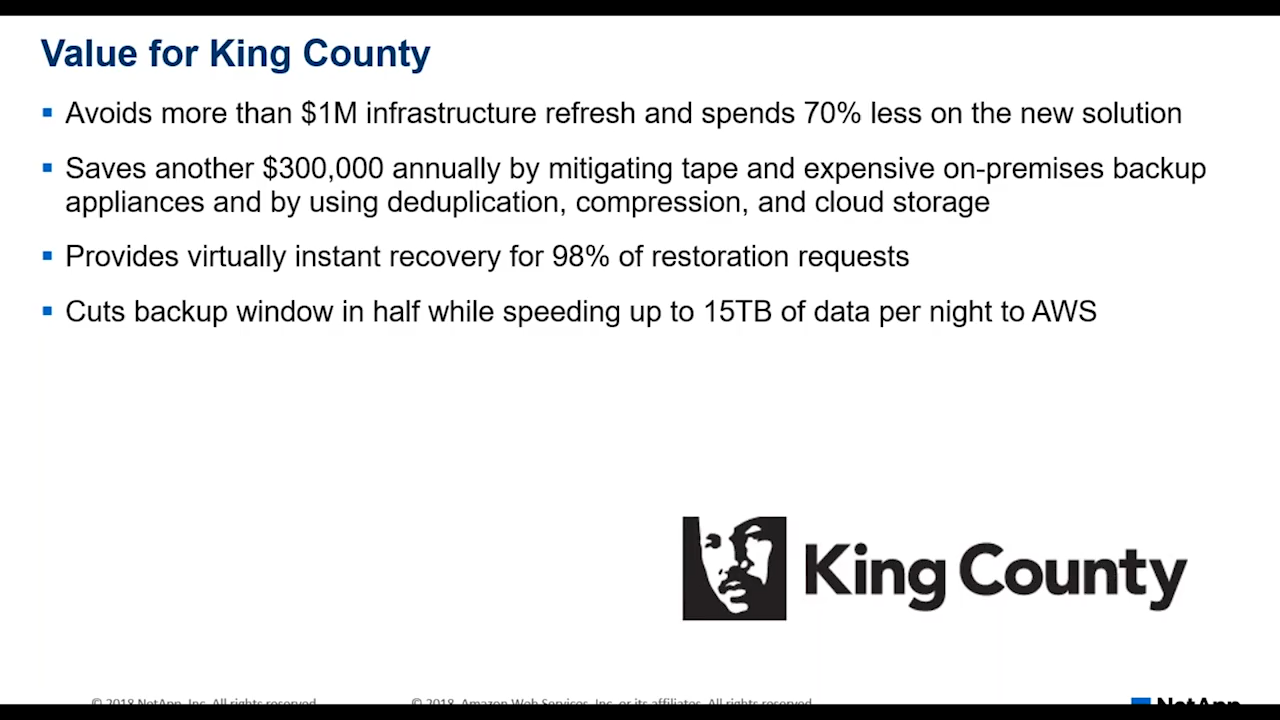 Value for King County
Avoids more than $1M infrastructure refresh and spends 70% less on the new solution
Saves another $300,000 annually by mitigating tape and expensive on-premises backup
appliances and by using deduplication, compression, and cloud storage
Provides virtually instant recovery for 98% of restoration requests
Cuts backup window in half while speeding up to 15TB of data per night to AWS
King County
© 2018 NetApp, Inc. All rights reserved.
© 2018, Amazon Web Services, Inc. or its affiliates. All rights reserved.
NetApp